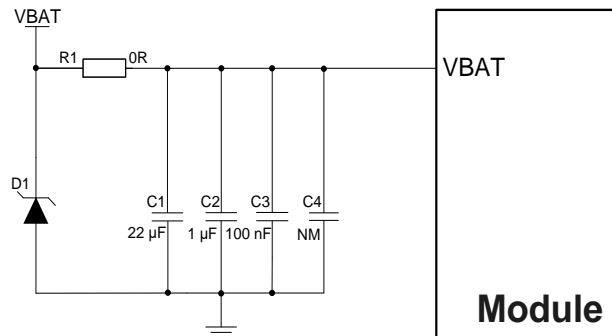 VBAT
R1 0R
VBAT
D1
C1 C2 C3 C4
22 µF 1 µF 100 nF NM
Module